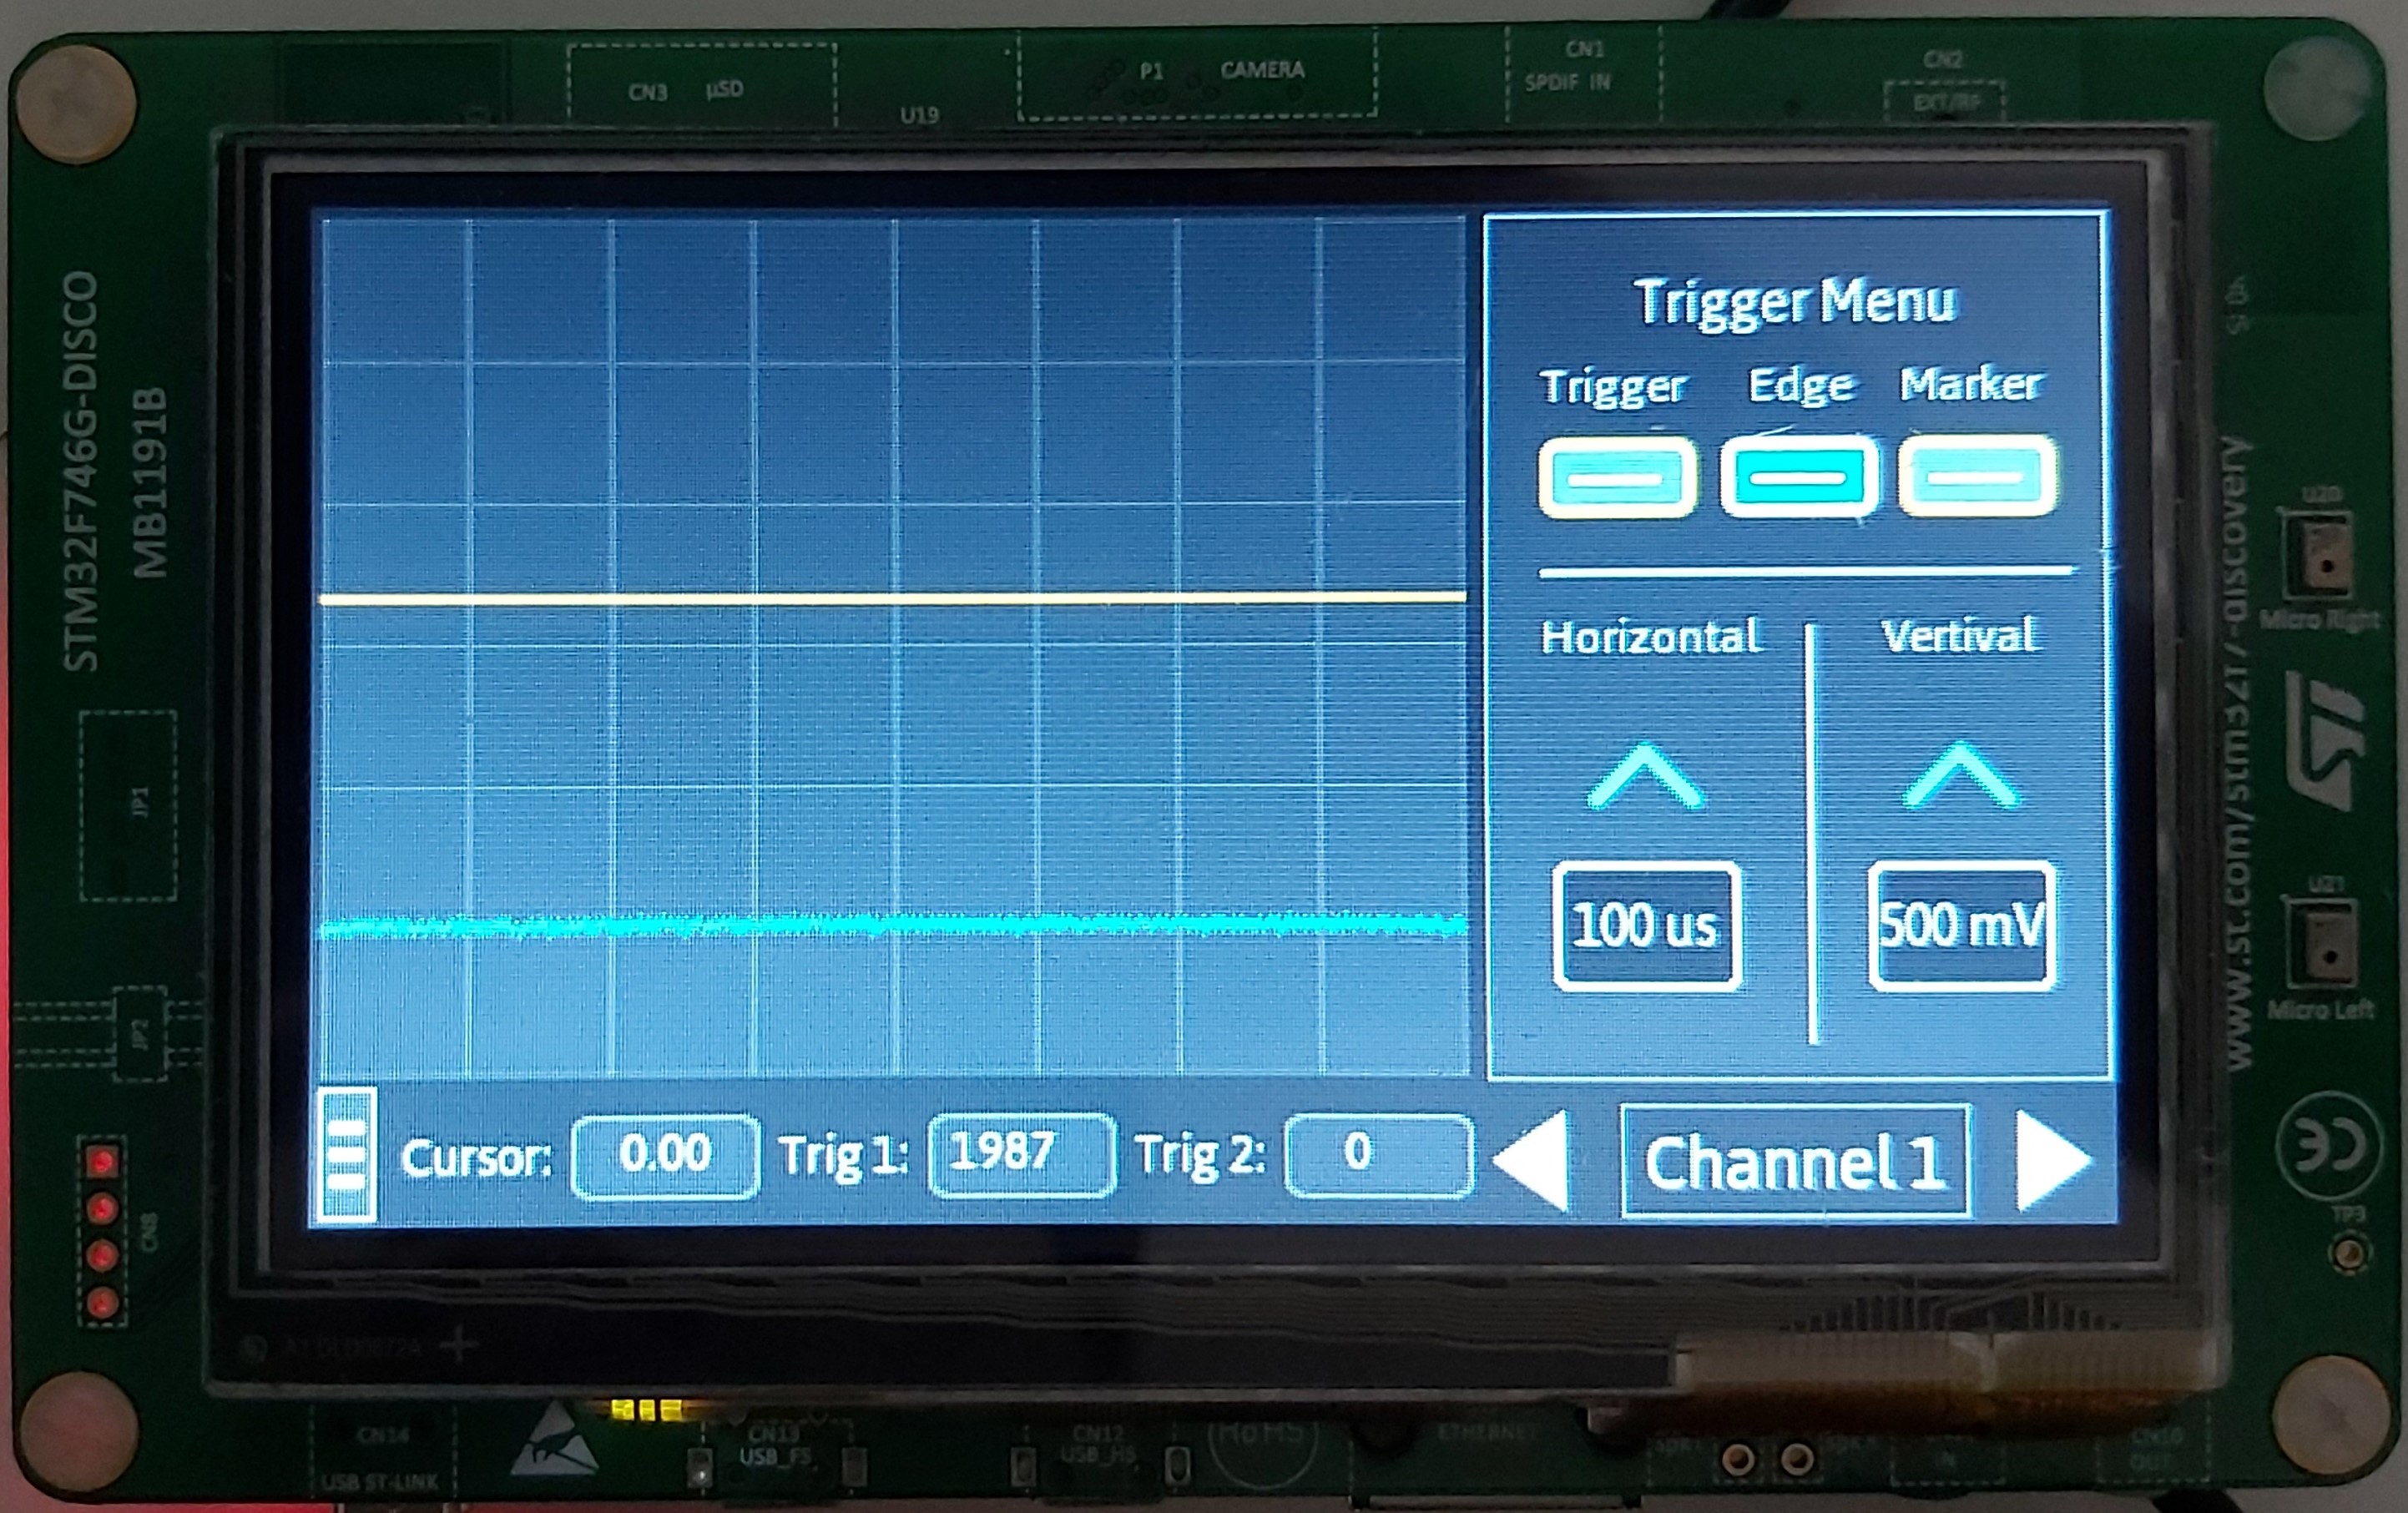 CN3 µSD
U19
P1 CAMERA
CN1
SPDIF IN
CN2
EXT/RF
STM32F746G-DISCO
MB1191B
JP1
JP2
CN8
Trigger Menu
Trigger Edge Marker
Horizontal Vertival
100 us 500 mV
Cursor: 0.00 Trig 1: 1987 Trig 2: 0
Channel 1
U20
Micro Right
www.st.com/stm32f7-discovery
ST
U21
Micro Left
CE
TP3
CN14
USB ST-LINK
CN13
USB_FS
CN12
USB_HS
RoHS
ETHERNET
IN
CN10
OUT